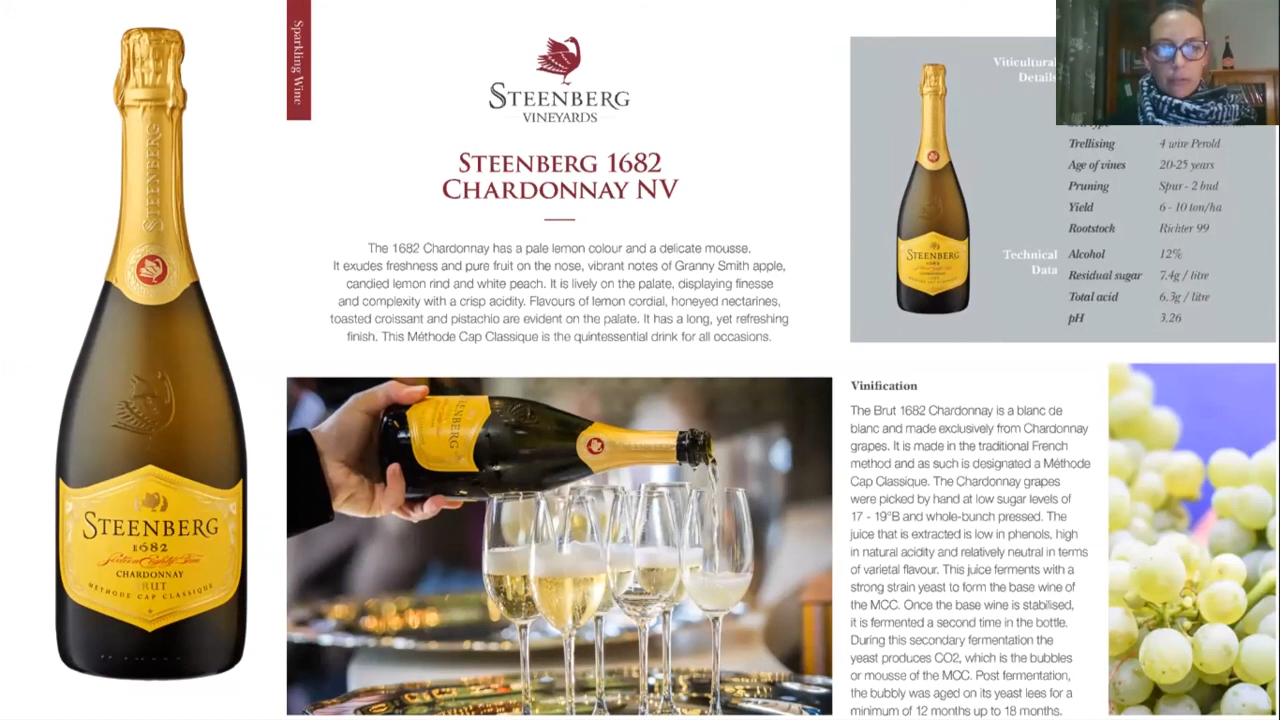 STEENBERG
STEENBERG
1682
Sixteen Eighty Two
CHARDONNAY
BRUT
METHODE CAP CLASSIQUE
Sparkling Wine
STEENBERG
VINEYARDS
STEENBERG 1682
CHARDONNAY NV
The 1682 Chardonnay has a pale lemon colour and a delicate mousse.
It exudes freshness and pure fruit on the nose, vibrant notes of Granny Smith apple,
candied lemon rind and white peach. It is lively on the palate, displaying finesse
and complexity with a crisp acidity. Flavours of lemon cordial, honeyed nectarines,
toasted croissant and pistachio are evident on the palate. It has a long, yet refreshing
finish. This Méthode Cap Classique is the quintessential drink for all occasions.
STEENBERG
Viticultural
Details
STEENBERG
1682
CHARDONNAY
Trellising 4 wire Perold
Age of vines 20-25 years
Pruning Spur - 2 bud
Yield 6 - 10 ton/ha
Rootstock Richter 99
Technical
Data
Alcohol 12%
Residual sugar 7.4g / litre
Total acid 6.3g / litre
pH 3,26
Vinification
The Brut 1682 Chardonnay is a blanc de
blanc and made exclusively from Chardonnay
grapes. It is made in the traditional French
method and as such is designated a Méthode
Cap Classique. The Chardonnay grapes
were picked by hand at low sugar levels of
17 - 19°B and whole-bunch pressed. The
juice that is extracted is low in phenols, high
in natural acidity and relatively neutral in terms
of varietal flavour. This juice ferments with a
strong strain yeast to form the base wine of
the MCC. Once the base wine is stabilised,
it is fermented a second time in the bottle.
During this secondary fermentation the
yeast produces CO2, which is the bubbles
or mousse of the MCC. Post fermentation,
the bubbly was aged on its yeast lees for a
minimum of 12 months up to 18 months.